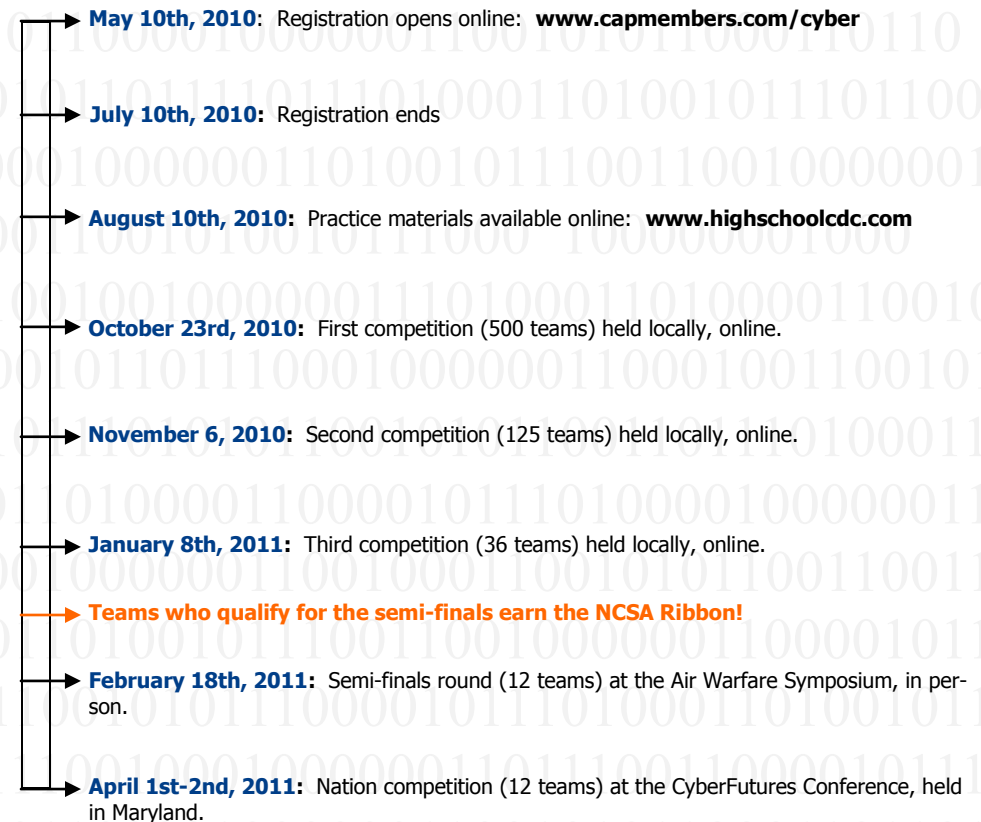 May 10th, 2010: Registration opens online: www.capmembers.com/cyber
July 10th, 2010: Registration ends
August 10th, 2010: Practice materials available online: www.highschoolcdc.com
October 23rd, 2010: First competition (500 teams) held locally, online.
November 6, 2010: Second competition (125 teams) held locally, online.
January 8th, 2011: Third competition (36 teams) held locally, online.
Teams who qualify for the semi-finals earn the NCSA Ribbon!
February 18th, 2011: Semi-finals round (12 teams) at the Air Warfare Symposium, in per-
son.
April 1st-2nd, 2011: Nation competition (12 teams) at the CyberFutures Conference, held
in Maryland.